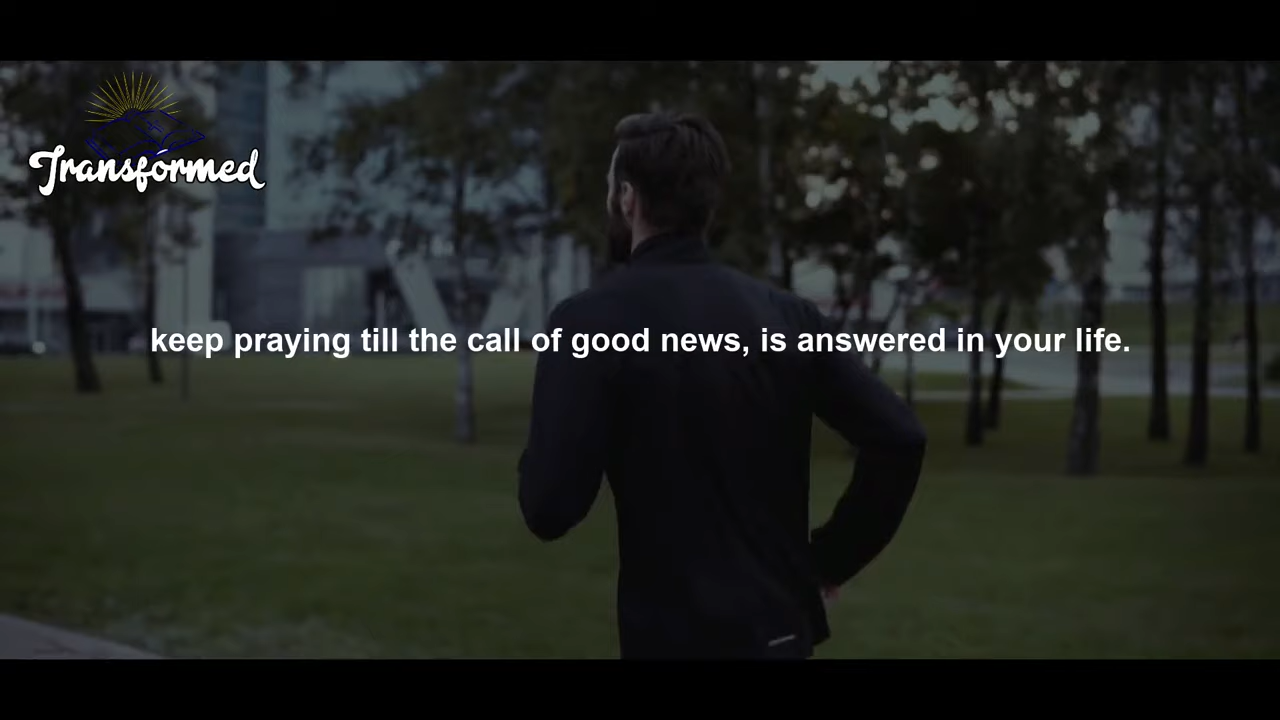 Transformed
keep praying till the call of good news, is answered in your life.